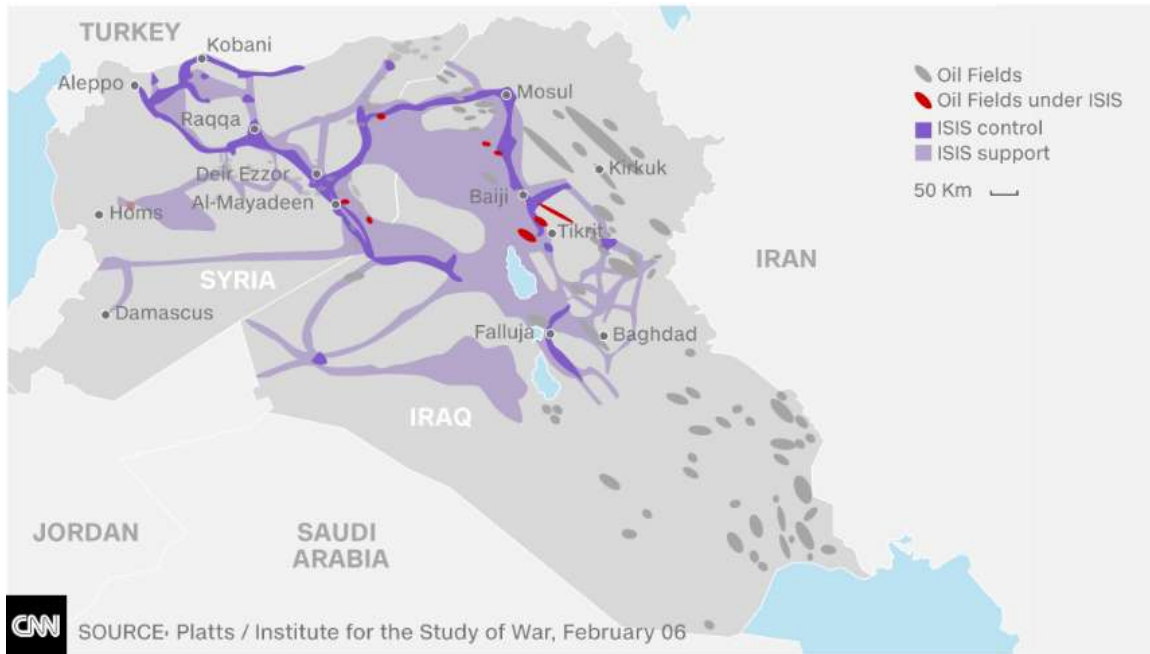 TURKEY
Kobani
Aleppo
Mosul
Oil Fields
Oil Fields under ISIS
ISIS control
ISIS support
50 Km
Raqqa
Deir Ezzor
Kirkuk
Al-Mayadeen
Baiji
Homs
Tikrit
IRAN
SYRIA
Damascus
Falluja
Baghdad
IRAQ
JORDAN
SAUDI
ARABIA
CNN
SOURCE: Platts / Institute for the Study of War, February 06